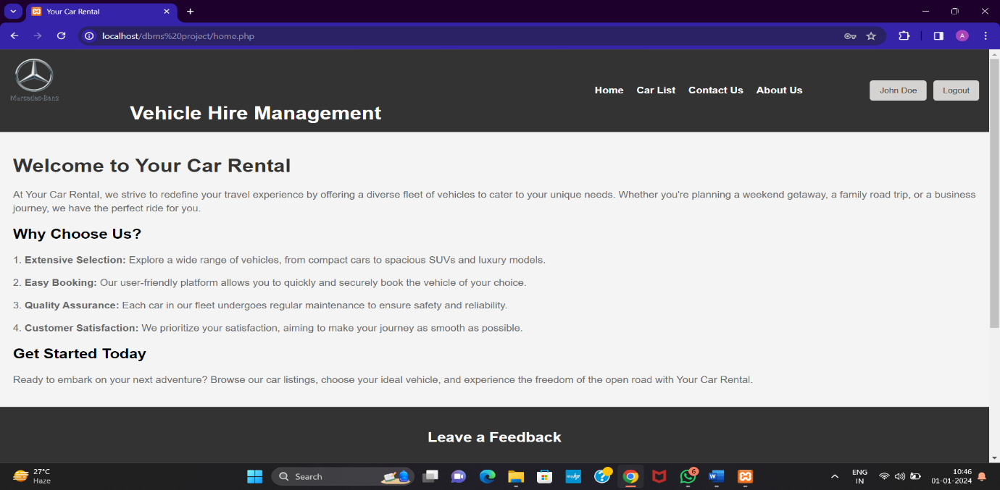 Your Car Rental
localhost/dbms%20project/home.php
A
Mercedes-Benz
Home Car List Contact Us About Us
John Doe Logout
Vehicle Hire Management
Welcome to Your Car Rental
At Your Car Rental, we strive to redefine your travel experience by offering a diverse fleet of vehicles to cater to your unique needs. Whether you're planning a weekend getaway, a family road trip, or a business
journey, we have the perfect ride for you.
Why Choose Us?
1. Extensive Selection: Explore a wide range of vehicles, from compact cars to spacious SUVs and luxury models.
2. Easy Booking: Our user-friendly platform allows you to quickly and securely book the vehicle of your choice.
3. Quality Assurance: Each car in our fleet undergoes regular maintenance to ensure safety and reliability.
4. Customer Satisfaction: We prioritize your satisfaction, aiming to make your journey as smooth as possible.
Get Started Today
Ready to embark on your next adventure? Browse our car listings, choose your ideal vehicle, and experience the freedom of the open road with Your Car Rental.
Leave a Feedback
27°C
Haze
Search
myhp
6
W
ENG
IN
10:46
01-01-2024